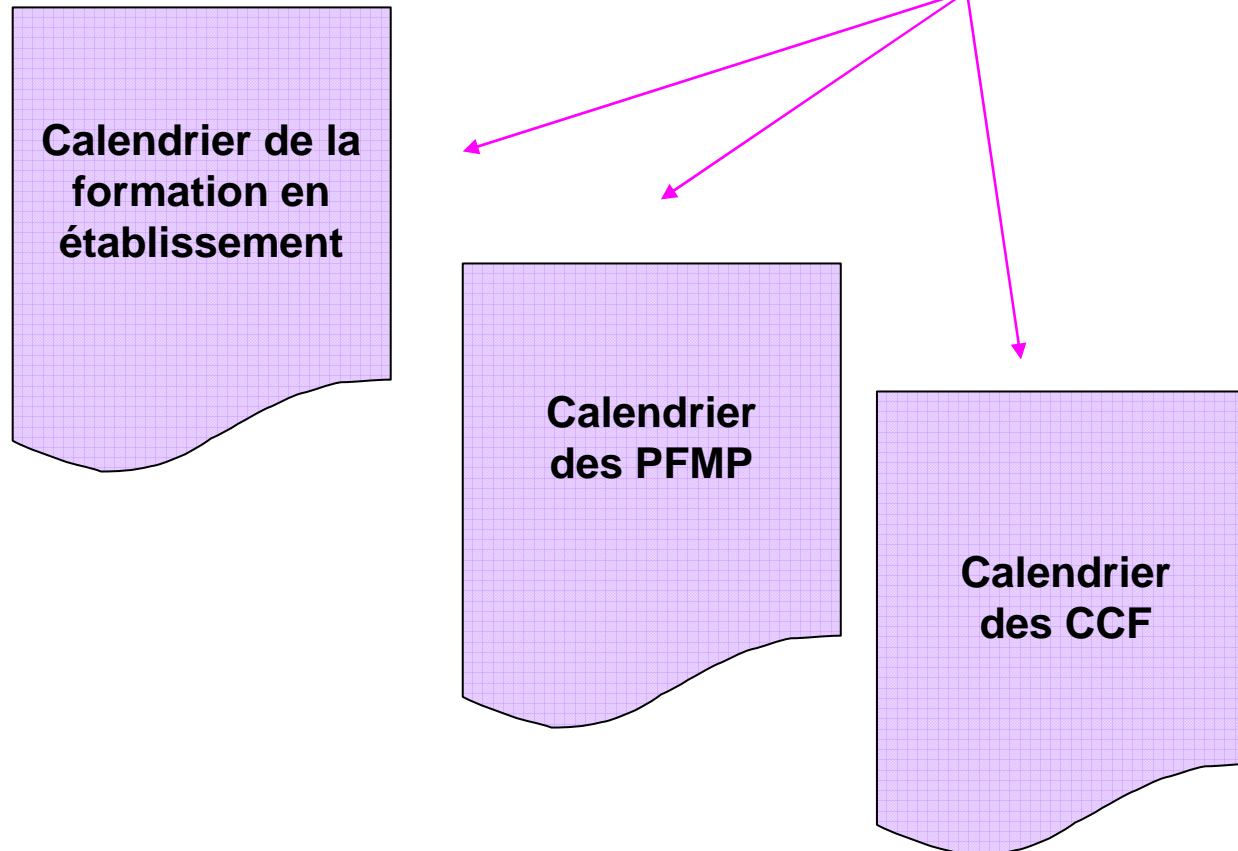 Calendrier de la
formation en
établissement
Calendrier
des PFMP
Calendrier
des CCF